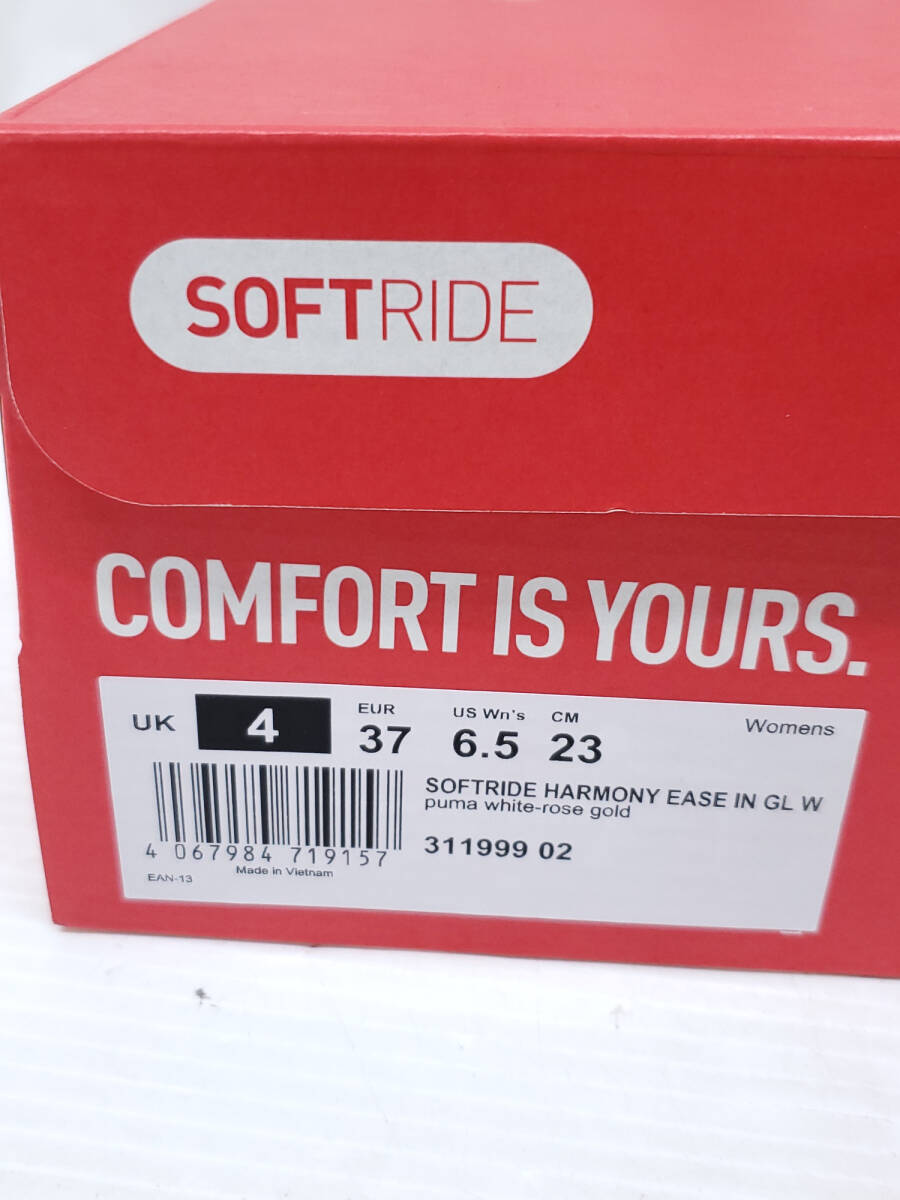 SOFTRIDE
COMFORT IS YOURS.
UK 4 EUR 37 US Wn's 6.5 CM 23 Womens
SOFTRIDE HARMONY EASE IN GL W
puma white-rose gold
311999 02
4 067984 719157
EAN-13 Made in Vietnam